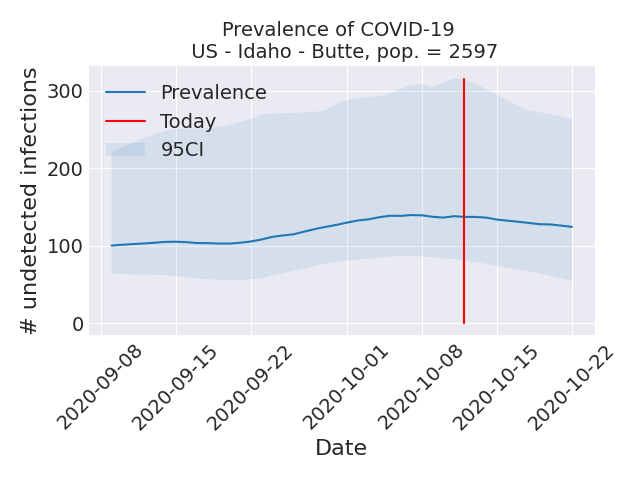 Prevalence of COVID-19
US - Idaho - Butte, pop. = 2597
# undetected infections
300
200
100
0
Prevalence
Today
95CI
2020-09-08
2020-09-15
2020-09-22
2020-10-01
2020-10-08
2020-10-15
2020-10-22
Date